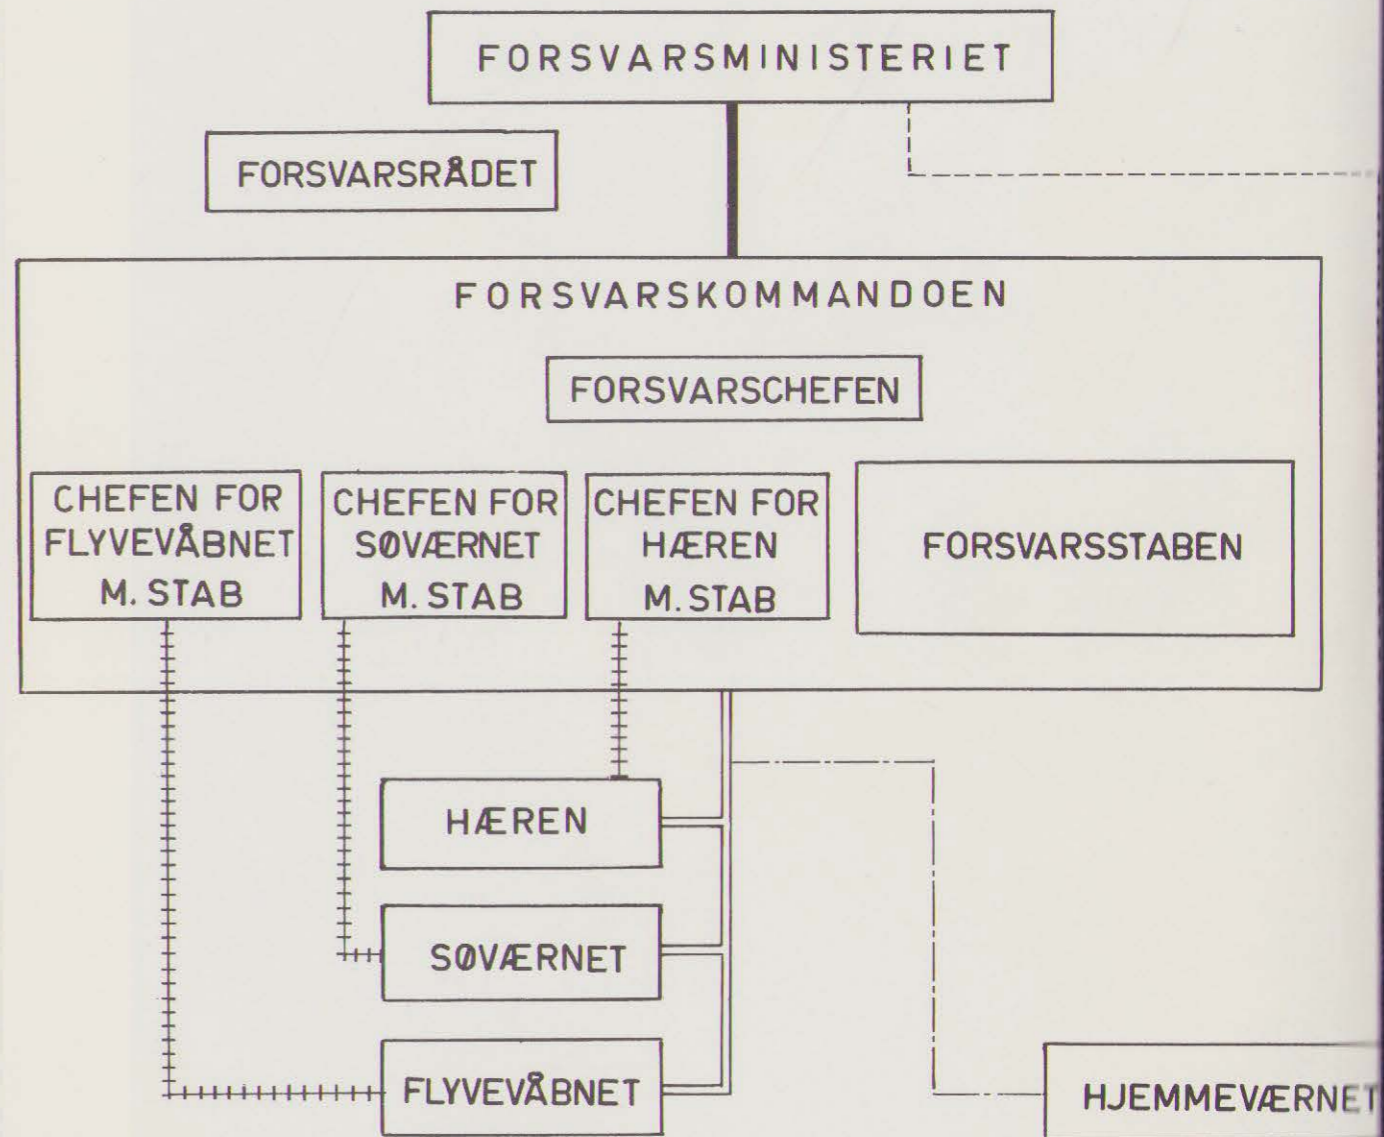 FORSVARSMINISTERIET
FORSVARSRÅDET
FORSVARSKOMMANDOEN
FORSVARSCHEFEN
CHEFEN FOR
FLYVEVÅBNET
M. STAB
CHEFEN FOR
SØVÆRNET
M. STAB
CHEFEN FOR
HÆREN
M. STAB
FORSVARSSTABEN
HÆREN
SØVÆRNET
FLYVEVÅBNET
HJEMMEVÆRNET